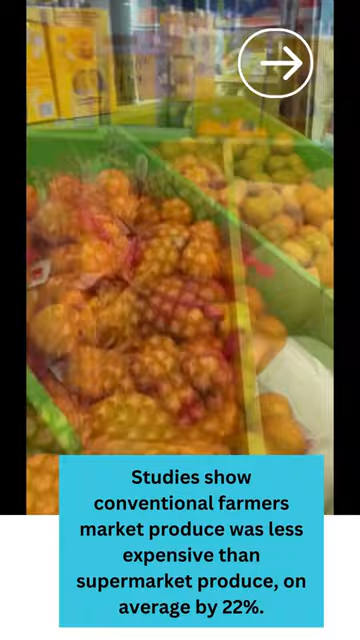 Studies show
conventional farmers
market produce was less
expensive than
supermarket produce, on
average by 22%.